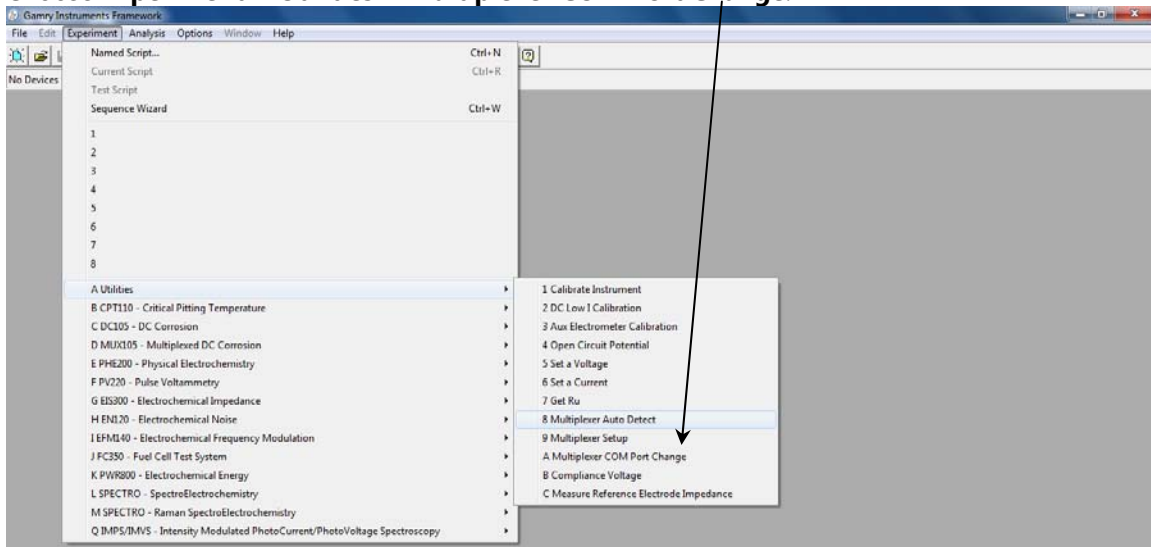 Gamry Instruments Framework
File Edit Experiment Analysis Options Window Help
No Devices
Named Script... Ctrl+N
Current Script Ctrl+R
Test Script
Sequence Wizard Ctrl+W
1
2
3
4
5
6
7
8
A Utilities
B CPT110 - Critical Pitting Temperature
C DC105 - DC Corrosion
D MUX105 - Multiplexed DC Corrosion
E PHE200 - Physical Electrochemistry
F PV220 - Pulse Voltammetry
G EIS300 - Electrochemical Impedance
H EN120 - Electrochemical Noise
I EFM140 - Electrochemical Frequency Modulation
J FC350 - Fuel Cell Test System
K PWR800 - Electrochemical Energy
L SPECTRO - SpectroElectrochemistry
M SPECTRO - Raman SpectroElectrochemistry
Q IMPS/IMVS - Intensity Modulated PhotoCurrent/PhotoVoltage Spectroscopy
1 Calibrate Instrument
2 DC Low I Calibration
3 Aux Electrometer Calibration
4 Open Circuit Potential
5 Set a Voltage
6 Set a Current
7 Get Ru
8 Multiplexer Auto Detect
9 Multiplexer Setup
A Multiplexer COM Port Change
B Compliance Voltage
C Measure Reference Electrode Impedance